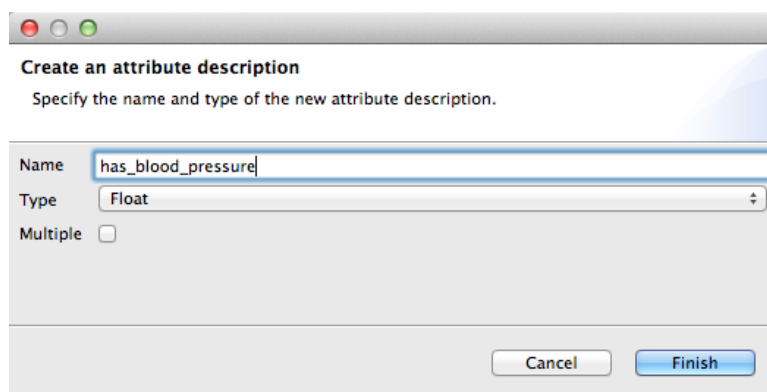 Create an attribute description
Specify the name and type of the new attribute description.
Name has_blood_pressure
Type Float
Multiple
Cancel Finish